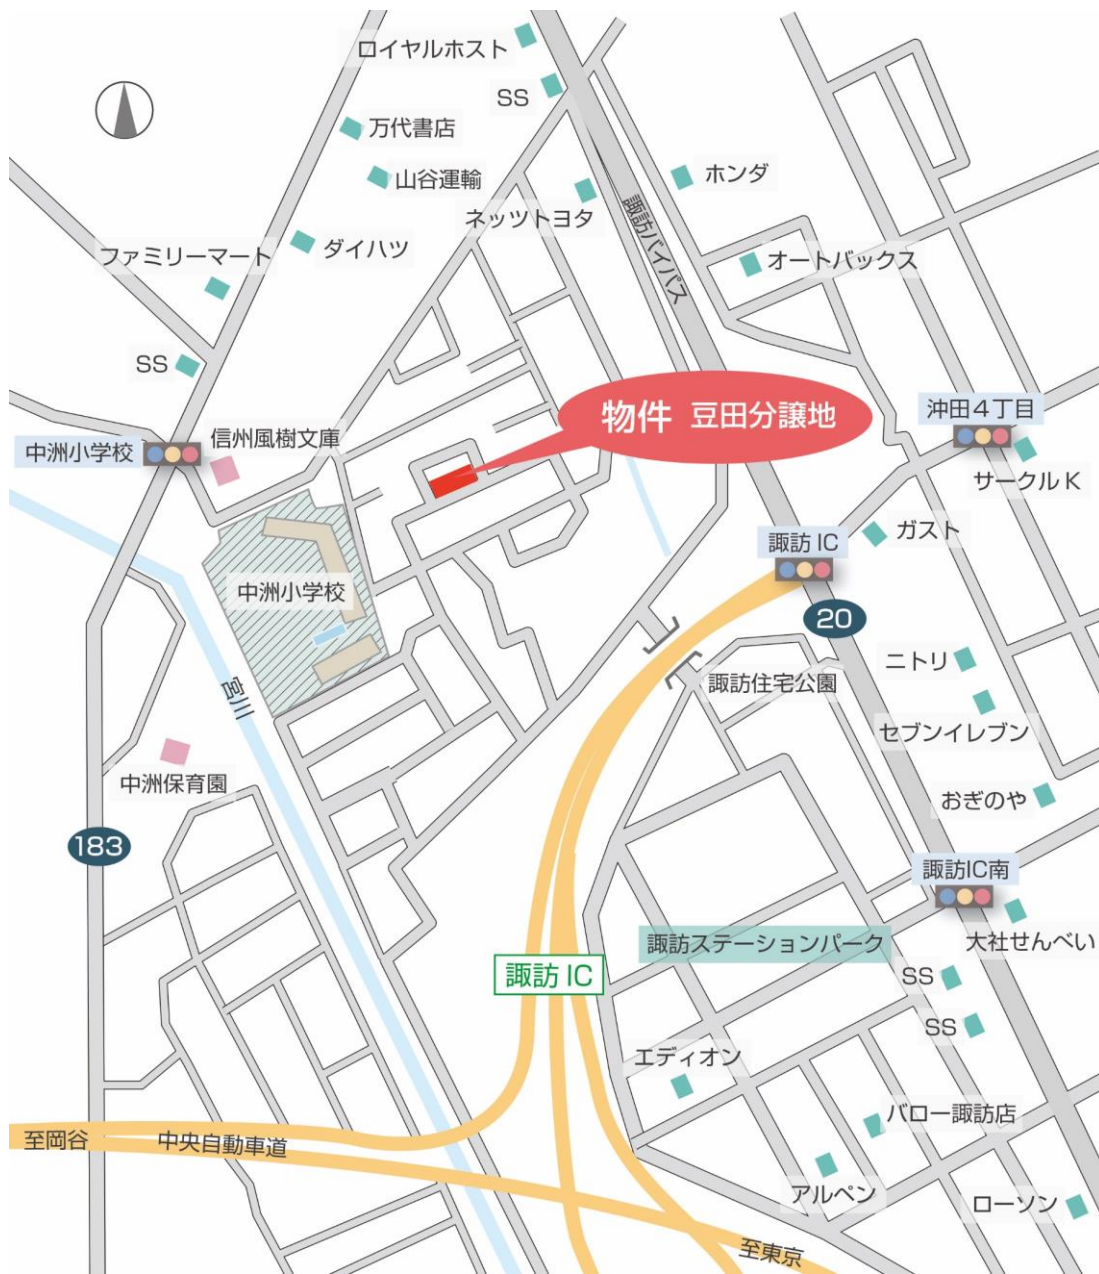 ロイヤルホスト
SS
万代書店
山谷運輸
ホンダ
ネッツトヨタ
諏訪バイパス
ダイハツ
ファミリーマート
オートバックス
SS
物件 豆田分譲地
沖田4丁目
中洲小学校
信州風樹文庫
サークルK
ガスト
諏訪 IC
中洲小学校
20
ニトリ
諏訪住宅公園
宮川
セブンイレブン
中洲保育園
おぎのや
183
諏訪IC南
諏訪ステーションパーク
大社せんべい
諏訪 IC
SS
SS
エディオン
バロー諏訪店
至岡谷
中央自動車道
アルペン
ローソン
至東京